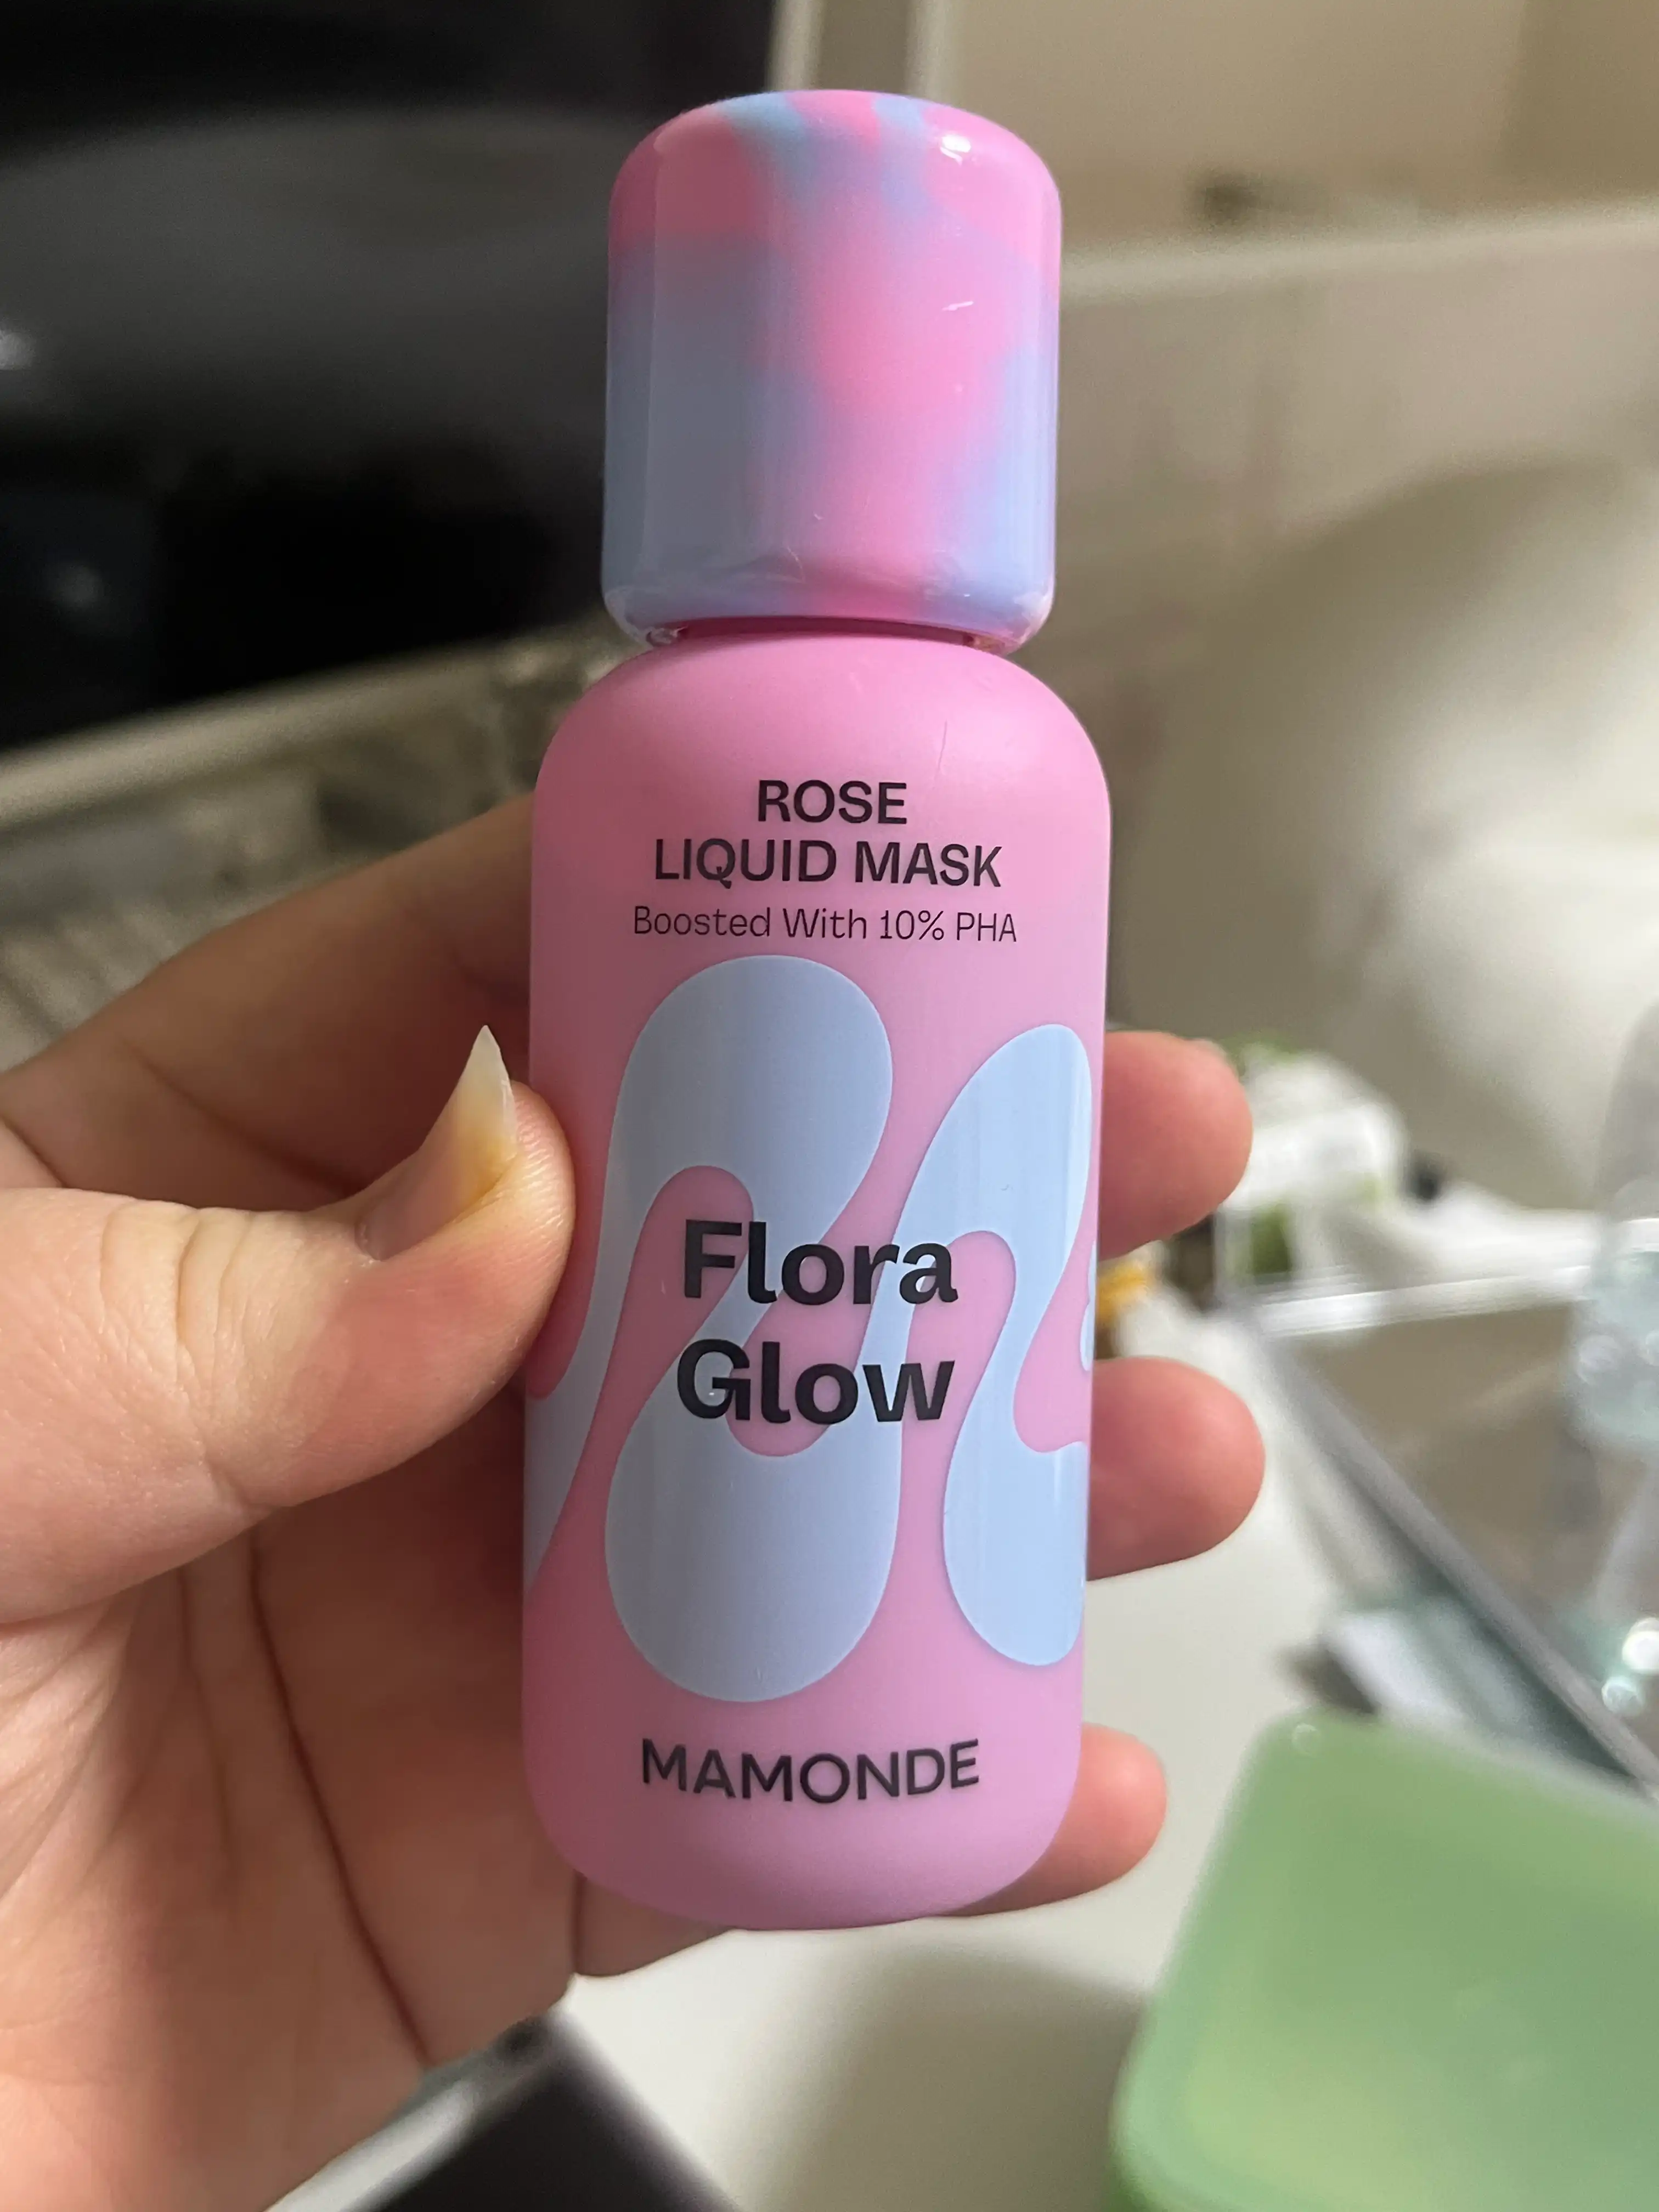 ROSE
LIQUID MASK
Boosted With 10% PHA
Flora
Glow
MAMONDE